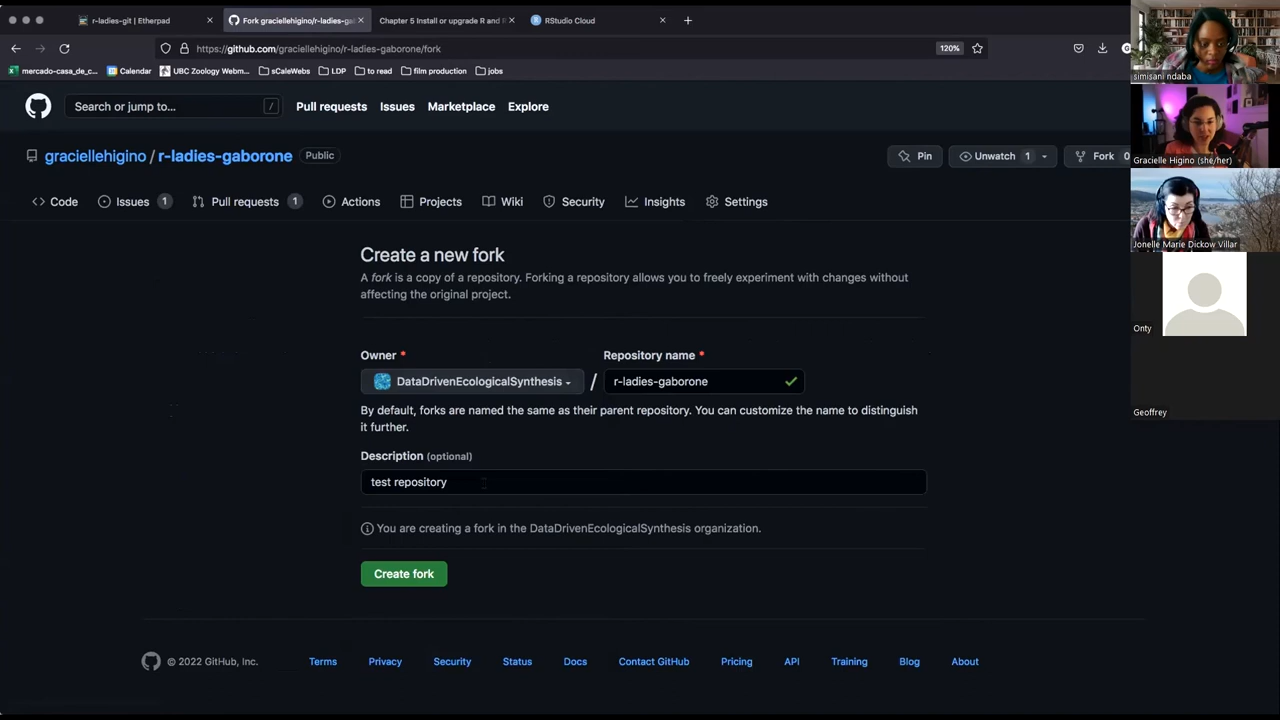 r-ladies-git | Etherpad
Fork graciellehigino/r-ladies-ga
Chapter 5 Install or upgrade R and
RStudio Cloud
https://github.com/graciellehigino/r-ladies-gaborone/fork
120%
mercado-casa_de_c...
Calendar
UBC Zoology Webm...
sCaleWebs
LDP
to read
film production
jobs
simisani ndaba
Search or jump to...
/
Pull requests
Issues
Marketplace
Explore
graciellehigino / r-ladies-gaborone
Public
Pin
Unwatch 1
Fork 0
Gracielle Higino (she/her)
Code
Issues 1
Pull requests 1
Actions
Projects
Wiki
Security
Insights
Settings
Jonelle Marie Dickow Villar
Create a new fork
A fork is a copy of a repository. Forking a repository allows you to freely experiment with changes without
affecting the original project.
Onty
Owner *
Repository name *
DataDrivenEcologicalSynthesis
/
r-ladies-gaborone
By default, forks are named the same as their parent repository. You can customize the name to distinguish
it further.
Geoffrey
Description (optional)
test repository
You are creating a fork in the DataDrivenEcologicalSynthesis organization.
Create fork
© 2022 GitHub, Inc.
Terms
Privacy
Security
Status
Docs
Contact GitHub
Pricing
API
Training
Blog
About